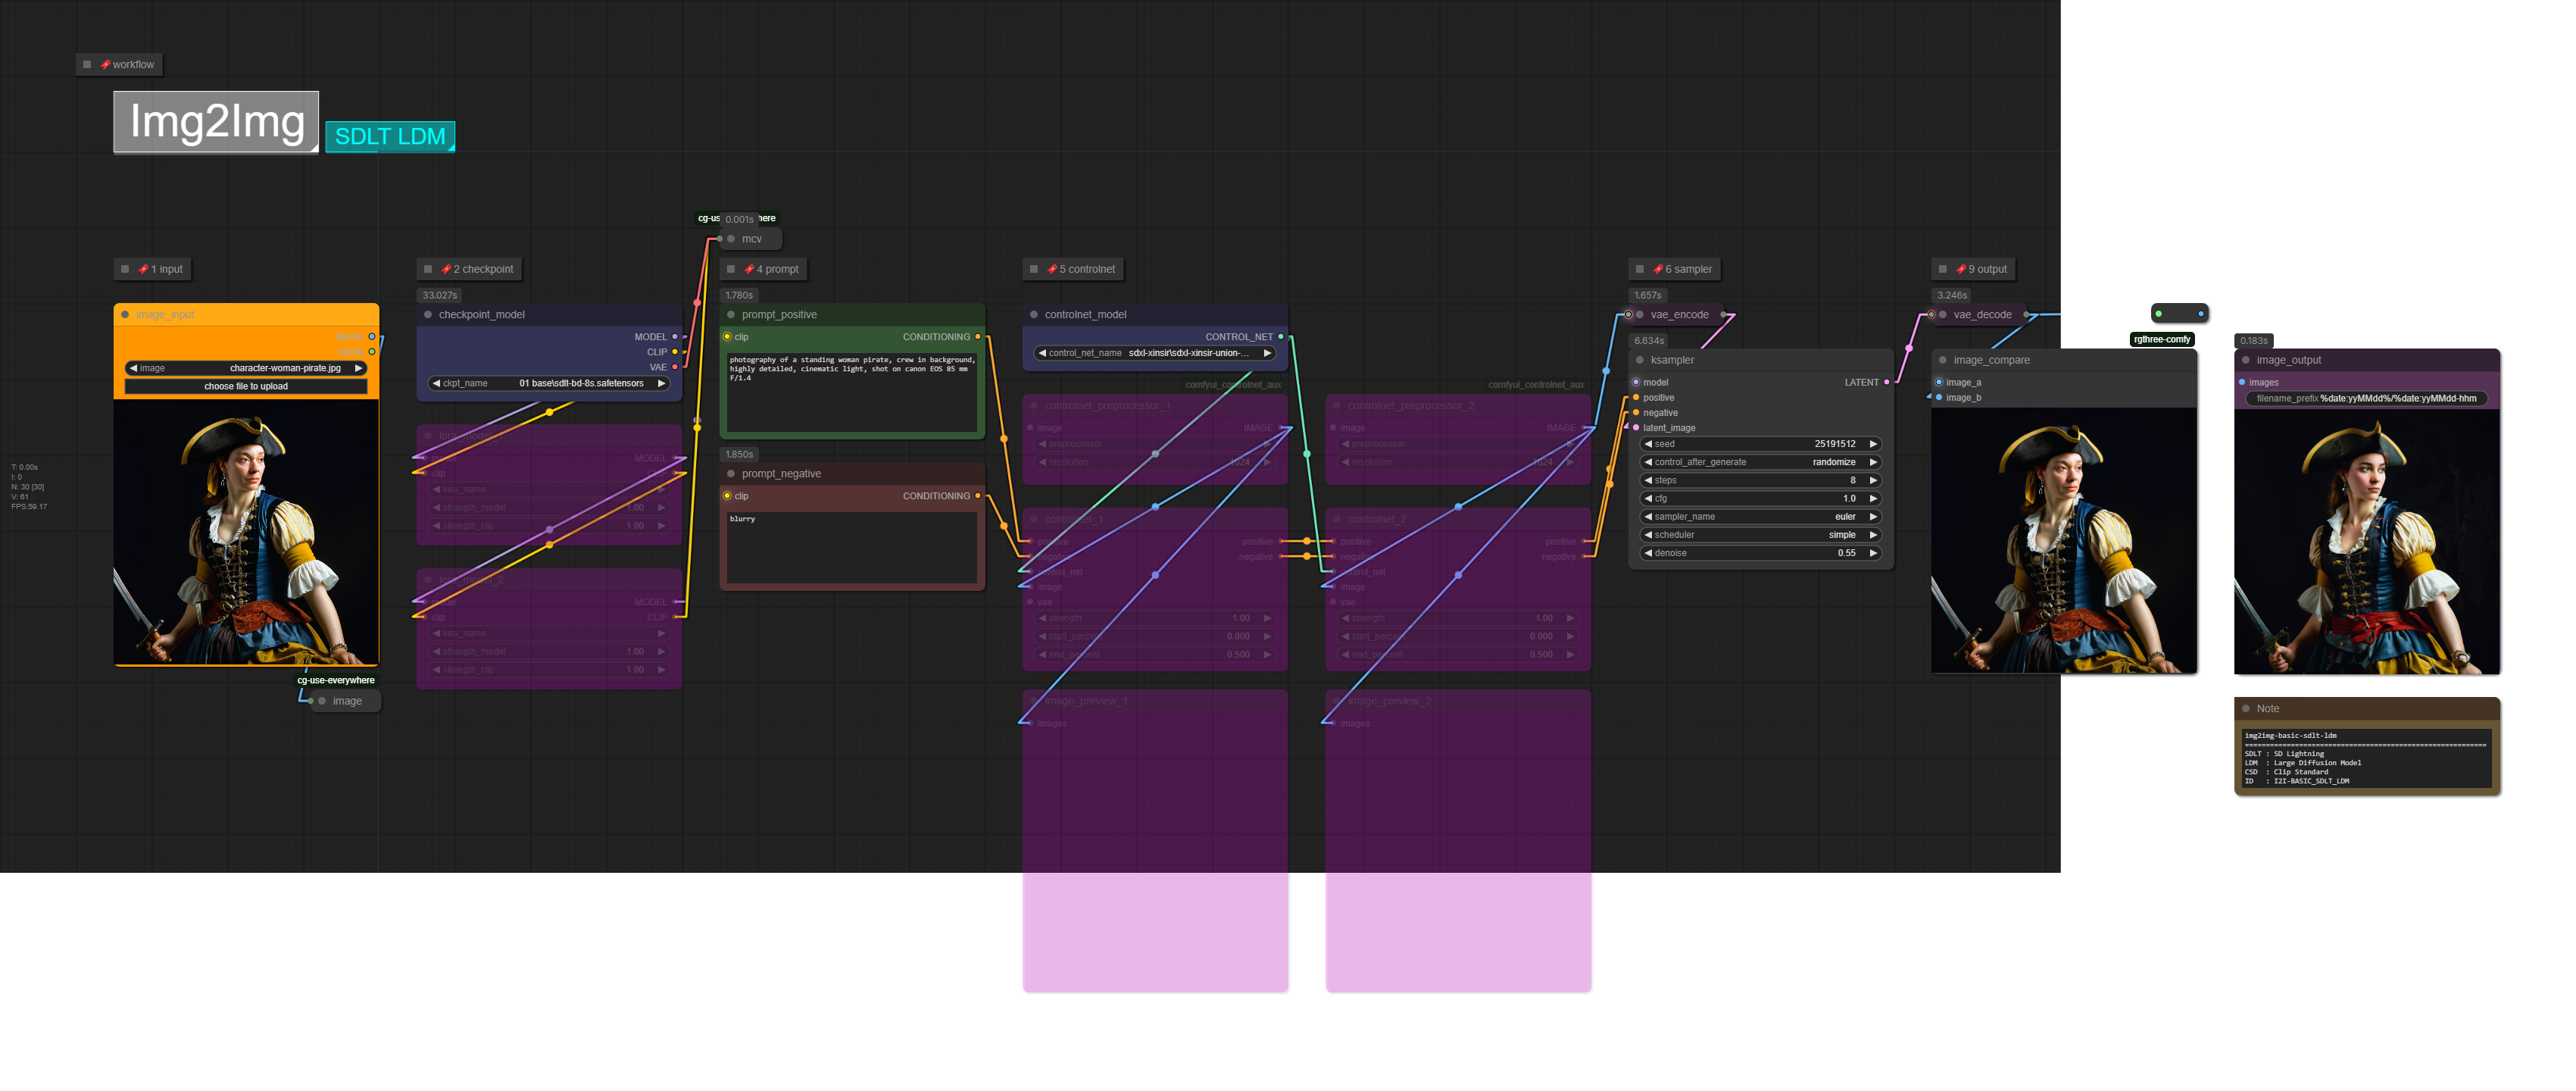 workflow
Img2Img
SDLT LDM
T: 0.00s
I: 0
N: 30 [30]
V: 61
FPS:59.17
1 input
image_input
image
character-woman-pirate.jpg
choose file to upload
cg-use-everywhere
image
2 checkpoint
33.027s
checkpoint_model
MODEL
CLIP
VAE
ckpt_name
01 base\sdlt-bd-8s.safetensors
MODEL
clip
lora_name
strength_model
1.00
strength_clip
1.00
MODEL
clip
CLIP
lora_name
strength_model
1.00
strength_clip
1.00
0.001s
mcv
4 prompt
1.780s
prompt_positive
clip
CONDITIONING
photography of a standing woman pirate, crew in background,
highly detailed, cinematic light, shot on canon EOS 85 mm
F/1.4
1.850s
prompt_negative
clip
CONDITIONING
blurry
5 controlnet
controlnet_model
CONTROL_NET
control_net_name
sdxl-xinsir\sdxl-xinsir-union-...
comfyui_controlnet_aux
controlnet_preprocessor_1
image
IMAGE
preprocessor
resolution
1024
controlnet_1
positive
positive
negative
negative
control_net
image
vae
strength
1.00
start_percent
0.000
end_percent
0.500
image_preview_1
images
comfyui_controlnet_aux
controlnet_preprocessor_2
image
IMAGE
preprocessor
resolution
1024
controlnet_2
positive
positive
negative
negative
control_net
image
vae
strength
1.00
start_percent
0.000
end_percent
0.500
image_preview_2
images
6 sampler
1.657s
vae_encode
6.634s
ksampler
model
LATENT
positive
negative
latent_image
seed
25191512
control_after_generate
randomize
steps
8
cfg
1.0
sampler_name
euler
scheduler
simple
denoise
0.55
9 output
3.246s
vae_decode
rgthree-comfy
image_compare
image_a
image_b
0.183s
image_output
images
filename_prefix
%date:yyMMdd%/%date:yyMMdd-hhm
Note
img2img-basic-sdlt-ldm
==========================================================
SDLT : SD Lightning
LDM  : Large Diffusion Model
CSD  : Clip Standard
ID   : I2I-BASIC_SDLT_LDM